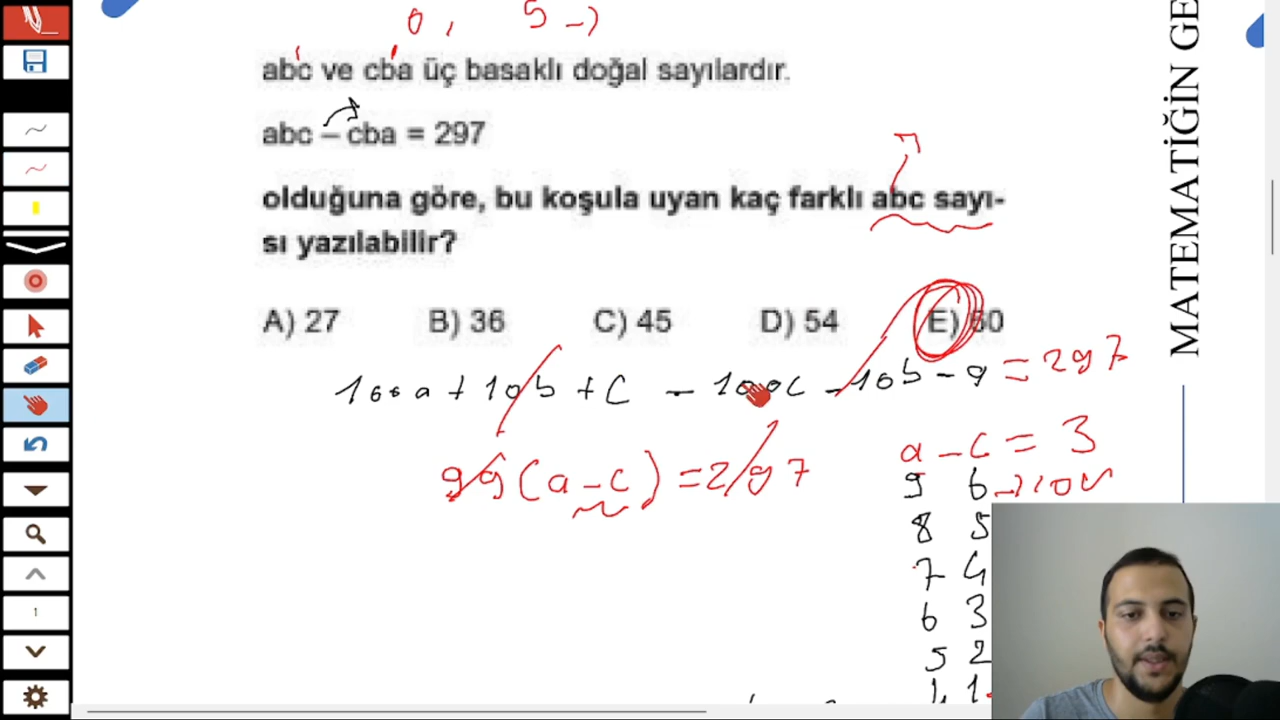 0, 5 →
abc ve cba üç basaklı doğal sayılardır.
abc – cba = 297
olduğuna göre, bu koşula uyan kaç farklı abc sayı-
sı yazılabilir?
A) 27 B) 36 C) 45 D) 54 E) 60
100a + 10b + c - 100c - 10b - a = 297
99(a-c) = 297
a - c = 3
9 6 →
8 5
7 4
6 3
5 2
4 1
MATEMATİĞİN GE
1